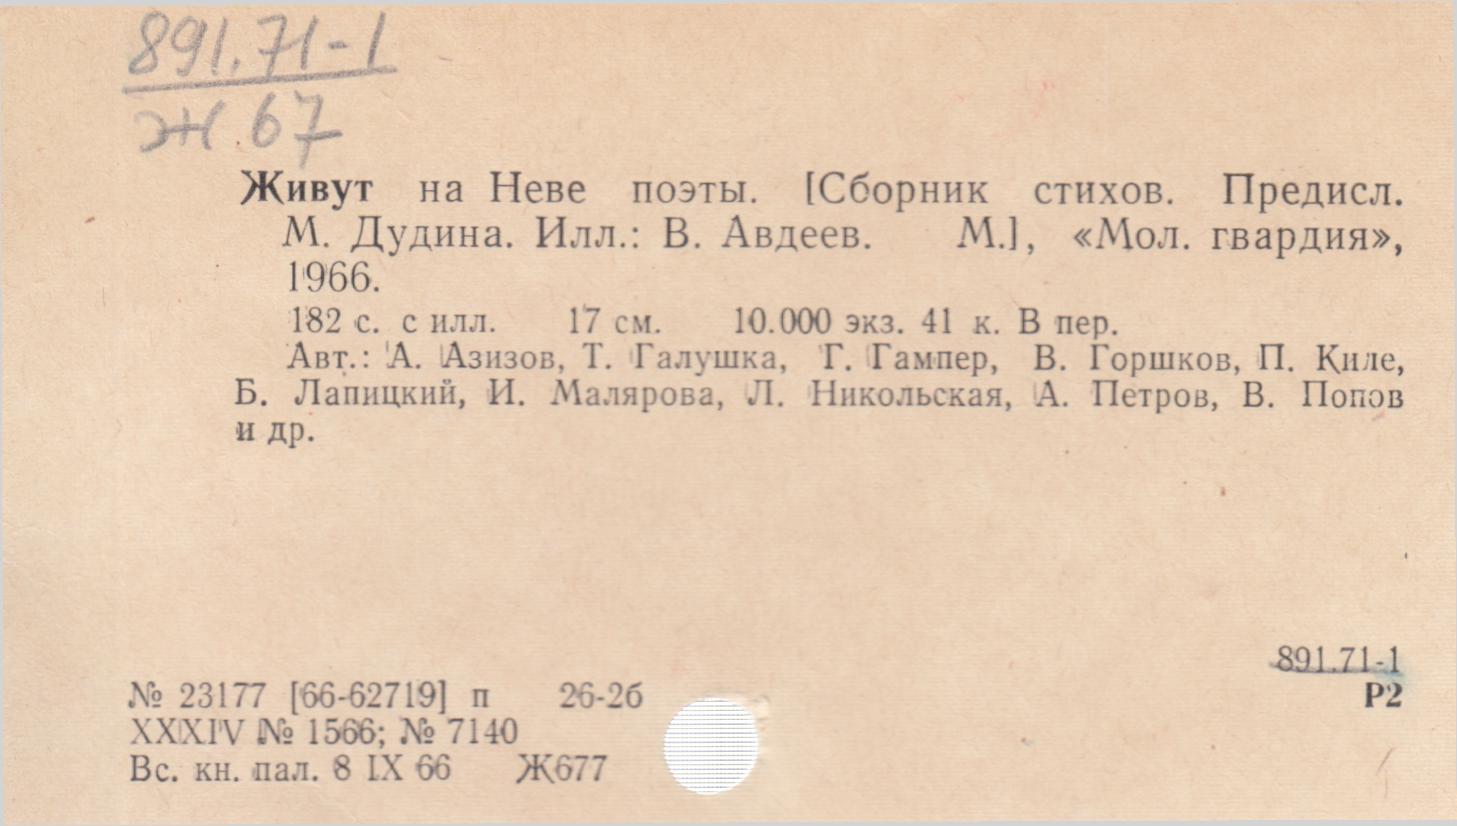 891.71-1
Ж 67
Живут на Неве поэты. [Сборник стихов. Предисл.
М. Дудина. Илл.: В. Авдеев. М.], «Мол. гвардия»,
1966.
182 с. с илл. 17 см. 10.000 экз. 41 к. В пер.
Авт.: А. Азизов, Т. Галушка, Г. Гампер, В. Горшков, П. Киле,
Б. Лапицкий, И. Малярова, Л. Никольская, А. Петров, В. Попов
и др.
891.71-1
Р2
№ 23177 [66-62719] п 26-2б
XXXIV № 1566; № 7140
Вс. кн. пал. 8 IX 66 Ж677